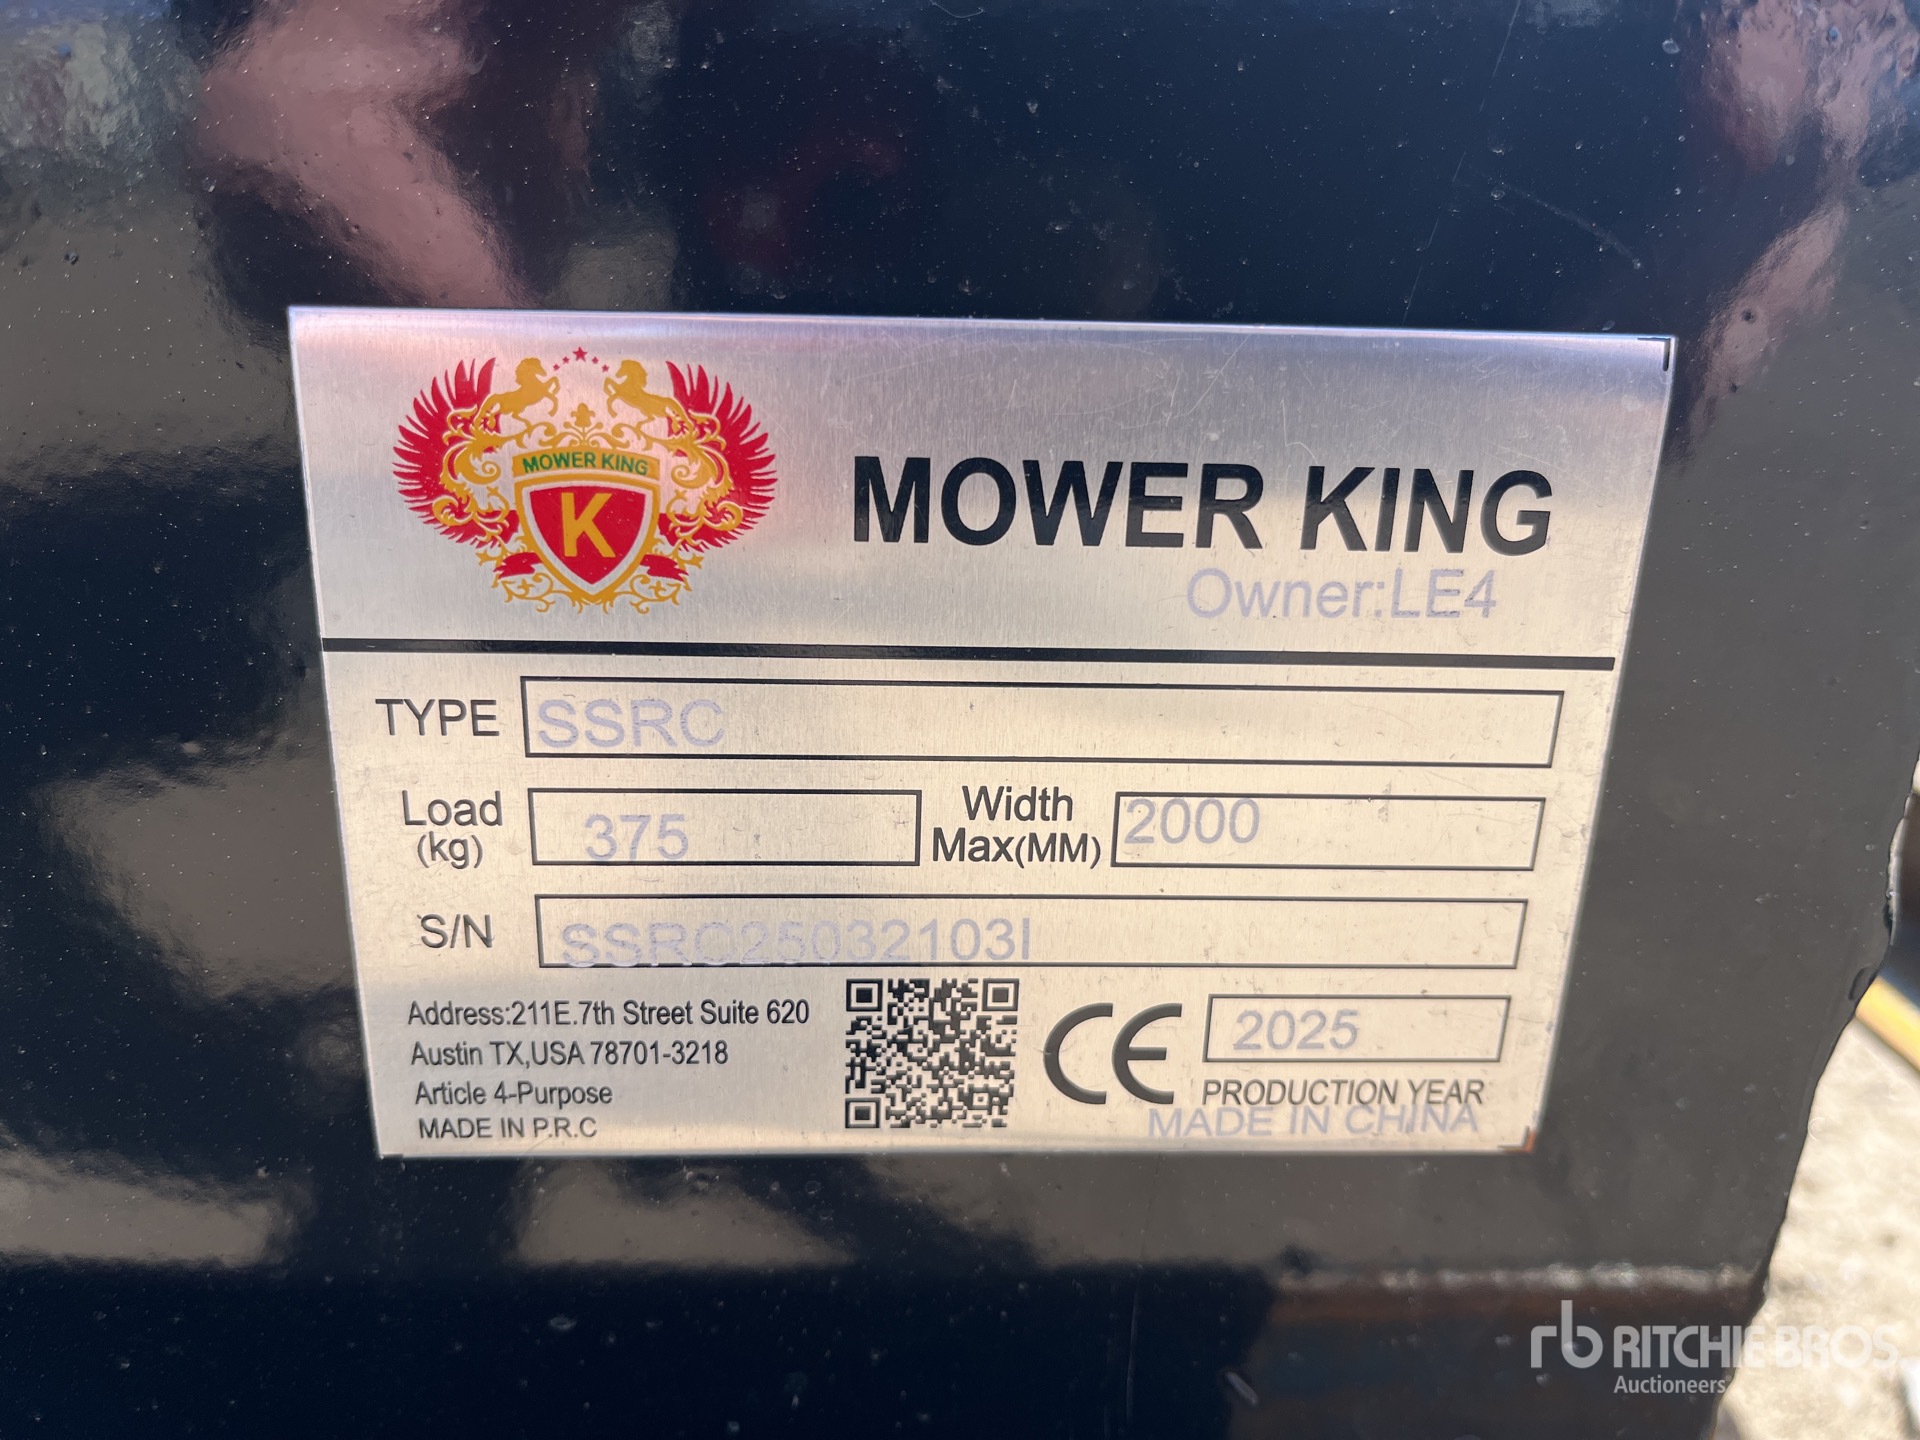 MOWER KING
K
MOWER KING
Owner:LE4
TYPE SSRC
Load (kg) 375 Width Max(MM) 2000
S/N SSRC25032103I
Address:211E.7th Street Suite 620
Austin TX,USA 78701-3218
Article 4-Purpose
MADE IN P.R.C
CE
2025
PRODUCTION YEAR
MADE IN CHINA
rb RITCHIE BROS.
Auctioneers